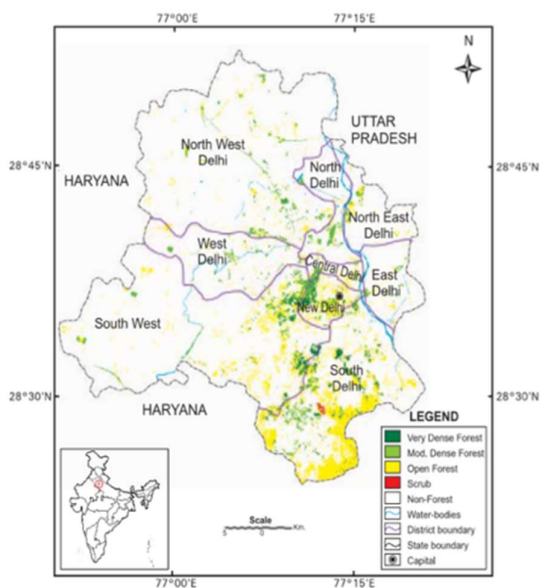 77°00'E 77°15'E
N
UTTAR
PRADESH
North West
Delhi
28°45'N 28°45'N
North
Delhi
HARYANA
North East
Delhi
West
Delhi
Central Delhi
East
Delhi
New Delhi
South West
South
Delhi
28°30'N 28°30'N
HARYANA
LEGEND
Very Dense Forest
Mod. Dense Forest
Open Forest
Scrub
Non-Forest
Water-bodies
District boundary
State boundary
Capital
Scale
5 0 Km.
77°00'E 77°15'E